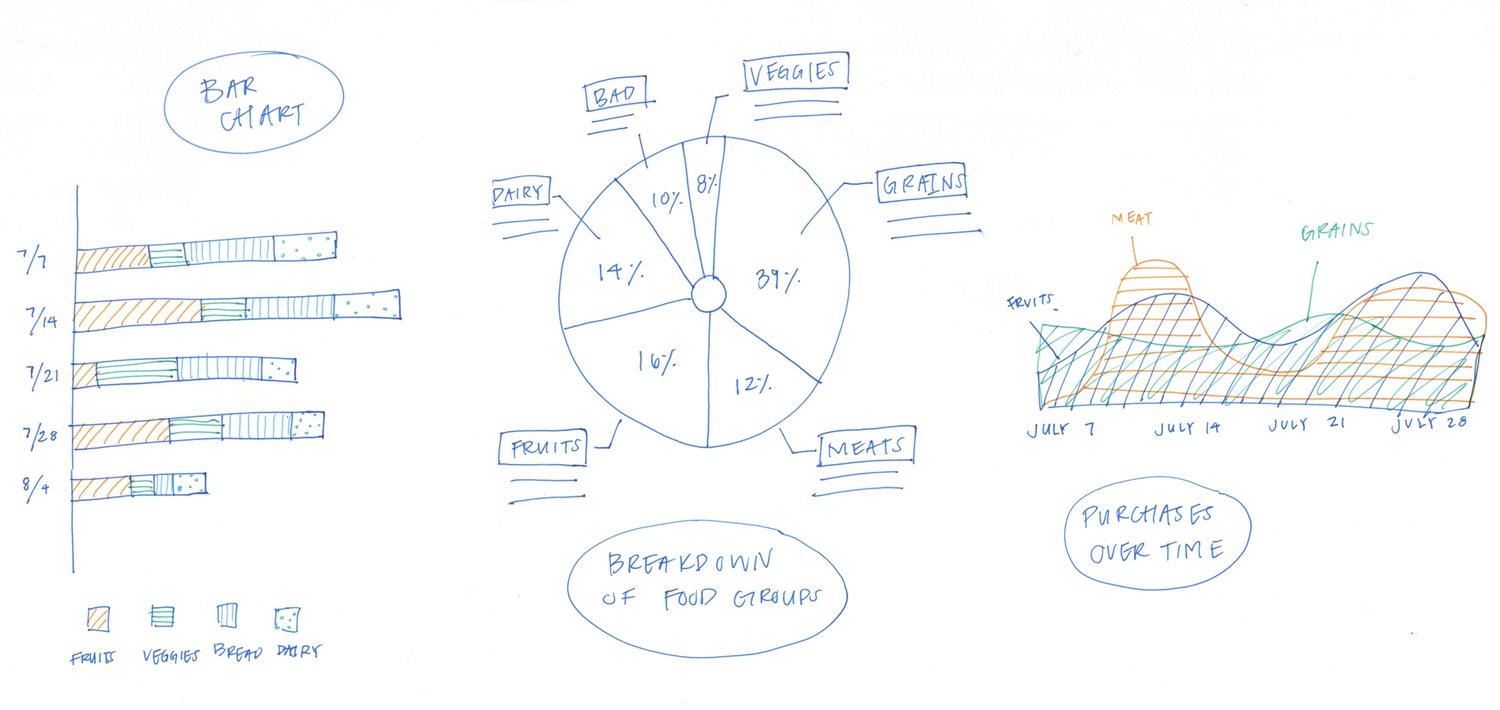 BAR
CHART
7/7
7/14
7/21
7/28
8/4
FRUITS VEGGIES BREAD DAIRY
VEGGIES
BAD
DAIRY
GRAINS
10%
8%
14%
39%
16%
12%
FRUITS
MEATS
BREAKDOWN
OF FOOD GROUPS
MEAT
GRAINS
FRUITS
JULY 7 JULY 14 JULY 21 JULY 28
PURCHASES
OVER TIME